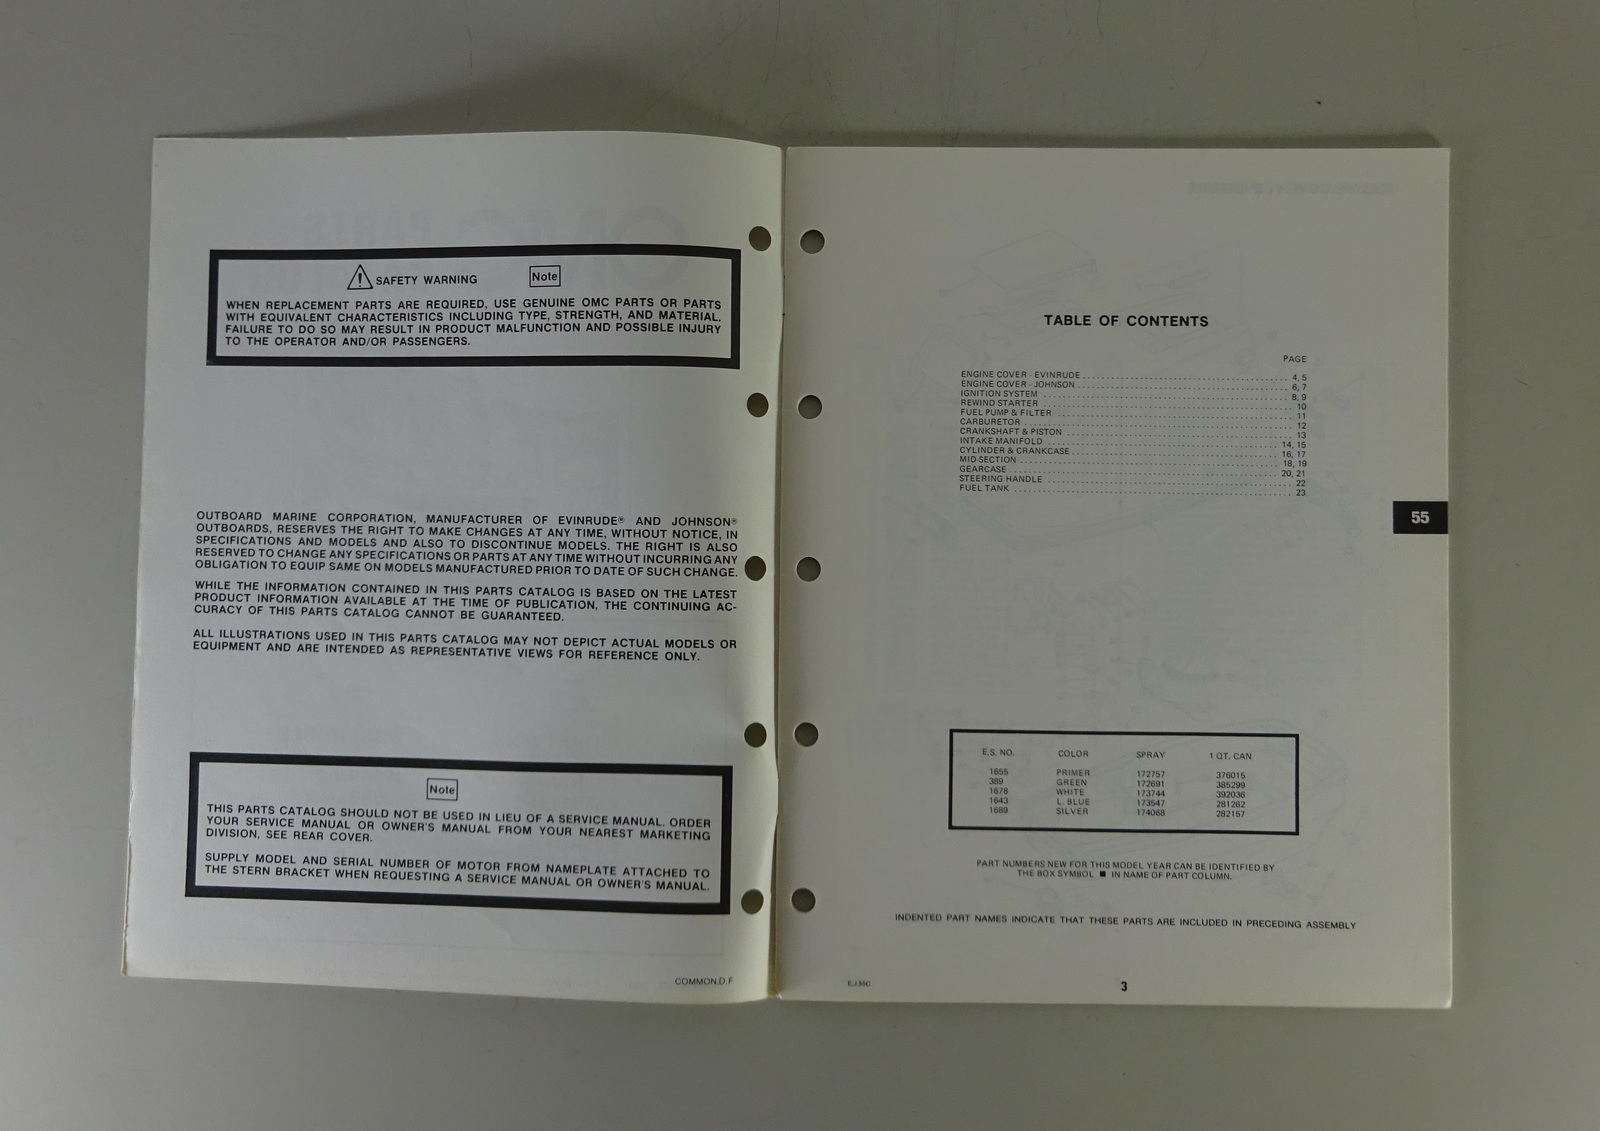 SAFETY WARNING Note
WHEN REPLACEMENT PARTS ARE REQUIRED, USE GENUINE OMC PARTS OR PARTS
WITH EQUIVALENT CHARACTERISTICS INCLUDING TYPE, STRENGTH, AND MATERIAL.
FAILURE TO DO SO MAY RESULT IN PRODUCT MALFUNCTION AND POSSIBLE INJURY
TO THE OPERATOR AND/OR PASSENGERS.
OUTBOARD MARINE CORPORATION, MANUFACTURER OF EVINRUDE® AND JOHNSON®
OUTBOARDS, RESERVES THE RIGHT TO MAKE CHANGES AT ANY TIME, WITHOUT NOTICE, IN
SPECIFICATIONS AND MODELS AND ALSO TO DISCONTINUE MODELS. THE RIGHT IS ALSO
RESERVED TO CHANGE ANY SPECIFICATIONS OR PARTS AT ANY TIME WITHOUT INCURRING ANY
OBLIGATION TO EQUIP SAME ON MODELS MANUFACTURED PRIOR TO DATE OF SUCH CHANGE.
WHILE THE INFORMATION CONTAINED IN THIS PARTS CATALOG IS BASED ON THE LATEST
PRODUCT INFORMATION AVAILABLE AT THE TIME OF PUBLICATION, THE CONTINUING AC-
CURACY OF THIS PARTS CATALOG CANNOT BE GUARANTEED.
ALL ILLUSTRATIONS USED IN THIS PARTS CATALOG MAY NOT DEPICT ACTUAL MODELS OR
EQUIPMENT AND ARE INTENDED AS REPRESENTATIVE VIEWS FOR REFERENCE ONLY.
Note
THIS PARTS CATALOG SHOULD NOT BE USED IN LIEU OF A SERVICE MANUAL. ORDER
YOUR SERVICE MANUAL OR OWNER'S MANUAL FROM YOUR NEAREST MARKETING
DIVISION, SEE REAR COVER.
SUPPLY MODEL AND SERIAL NUMBER OF MOTOR FROM NAMEPLATE ATTACHED TO
THE STERN BRACKET WHEN REQUESTING A SERVICE MANUAL OR OWNER'S MANUAL.
COMMON.D.F
TABLE OF CONTENTS
PAGE
ENGINE COVER - EVINRUDE 4, 5
ENGINE COVER - JOHNSON 6, 7
IGNITION SYSTEM 8, 9
REWIND STARTER 10
FUEL PUMP & FILTER 11
CARBURETOR 12
CRANKSHAFT & PISTON 13
INTAKE MANIFOLD 14, 15
CYLINDER & CRANKCASE 16, 17
MID SECTION 18, 19
GEARCASE 20, 21
STEERING HANDLE 22
FUEL TANK 23
55
E.S. NO. COLOR SPRAY 1 QT. CAN
1655 PRIMER 172757 376015
389 GREEN 172691 385299
1678 WHITE 173744 392036
1643 L. BLUE 173547 281262
1689 SILVER 174068 282157
PART NUMBERS NEW FOR THIS MODEL YEAR CAN BE IDENTIFIED BY
THE BOX SYMBOL ■ IN NAME OF PART COLUMN.
INDENTED PART NAMES INDICATE THAT THESE PARTS ARE INCLUDED IN PRECEDING ASSEMBLY
3